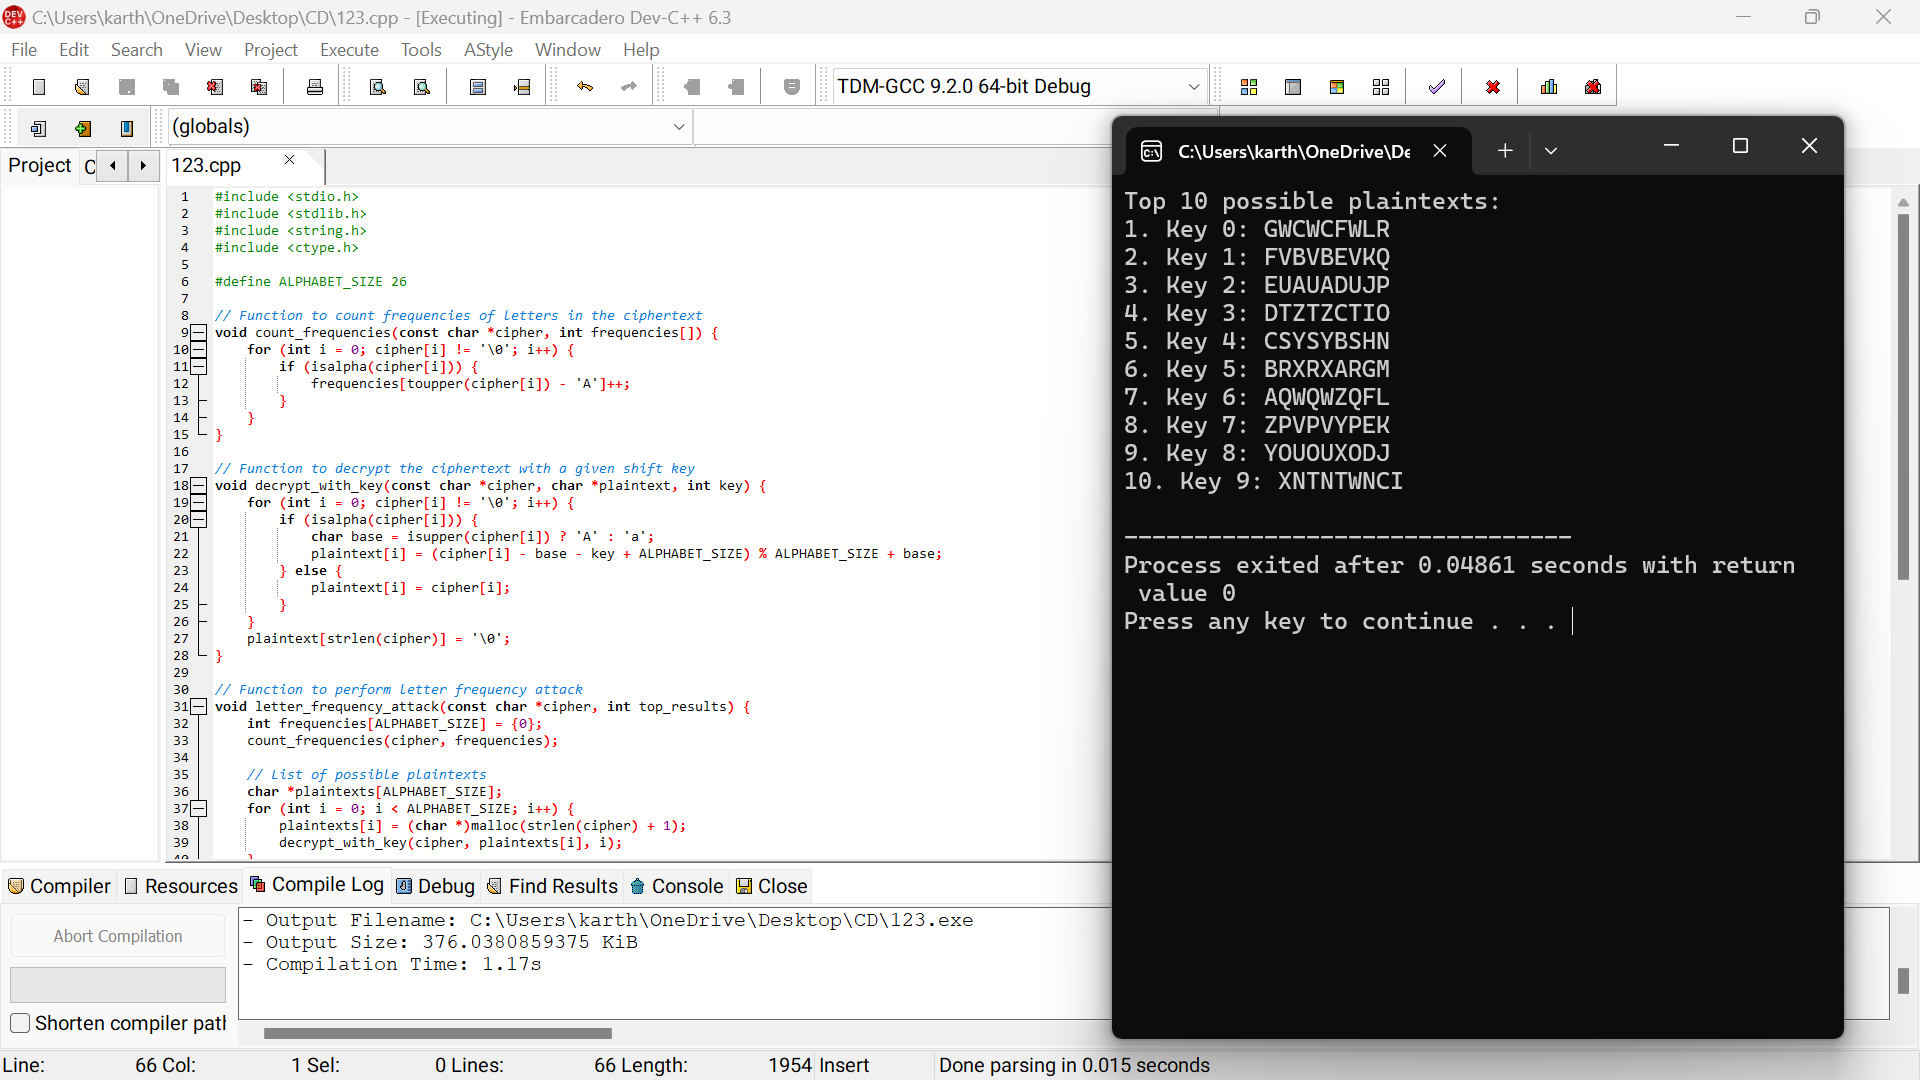 C:\Users\karth\OneDrive\Desktop\CD\123.cpp - [Executing] - Embarcadero Dev-C++ 6.3
File Edit Search View Project Execute Tools AStyle Window Help
TDM-GCC 9.2.0 64-bit Debug
(globals)
Project C
123.cpp
1 #include <stdio.h>
2 #include <stdlib.h>
3 #include <string.h>
4 #include <ctype.h>
5
6 #define ALPHABET_SIZE 26
7
8 // Function to count frequencies of letters in the ciphertext
9 void count_frequencies(const char *cipher, int frequencies[]) {
10     for (int i = 0; cipher[i] != '\0'; i++) {
11         if (isalpha(cipher[i])) {
12             frequencies[toupper(cipher[i]) - 'A']++;
13         }
14     }
15 }
16
17 // Function to decrypt the ciphertext with a given shift key
18 void decrypt_with_key(const char *cipher, char *plaintext, int key) {
19     for (int i = 0; cipher[i] != '\0'; i++) {
20         if (isalpha(cipher[i])) {
21             char base = isupper(cipher[i]) ? 'A' : 'a';
22             plaintext[i] = (cipher[i] - base - key + ALPHABET_SIZE) % ALPHABET_SIZE + base;
23         } else {
24             plaintext[i] = cipher[i];
25         }
26     }
27     plaintext[strlen(cipher)] = '\0';
28 }
29
30 // Function to perform letter frequency attack
31 void letter_frequency_attack(const char *cipher, int top_results) {
32     int frequencies[ALPHABET_SIZE] = {0};
33     count_frequencies(cipher, frequencies);
34
35     // List of possible plaintexts
36     char *plaintexts[ALPHABET_SIZE];
37     for (int i = 0; i < ALPHABET_SIZE; i++) {
38         plaintexts[i] = (char *)malloc(strlen(cipher) + 1);
39         decrypt_with_key(cipher, plaintexts[i], i);
40     }
C:\Users\karth\OneDrive\De
Top 10 possible plaintexts:
1. Key 0: GWCWCFWLR
2. Key 1: FVBVBEVKQ
3. Key 2: EUAUADUJP
4. Key 3: DTZTZCTIO
5. Key 4: CSYSYBSHN
6. Key 5: BRXRXARGM
7. Key 6: AQWQWZQFL
8. Key 7: ZPVPVYPEK
9. Key 8: YOUOUXODJ
10. Key 9: XNTNTWNCI
--------------------------------
Process exited after 0.04861 seconds with return
value 0
Press any key to continue . . .
Compiler Resources Compile Log Debug Find Results Console Close
Abort Compilation
Shorten compiler pat
- Output Filename: C:\Users\karth\OneDrive\Desktop\CD\123.exe
- Output Size: 376.0380859375 KiB
- Compilation Time: 1.17s
Line: 66 Col: 1 Sel: 0 Lines: 66 Length: 1954 Insert Done parsing in 0.015 seconds